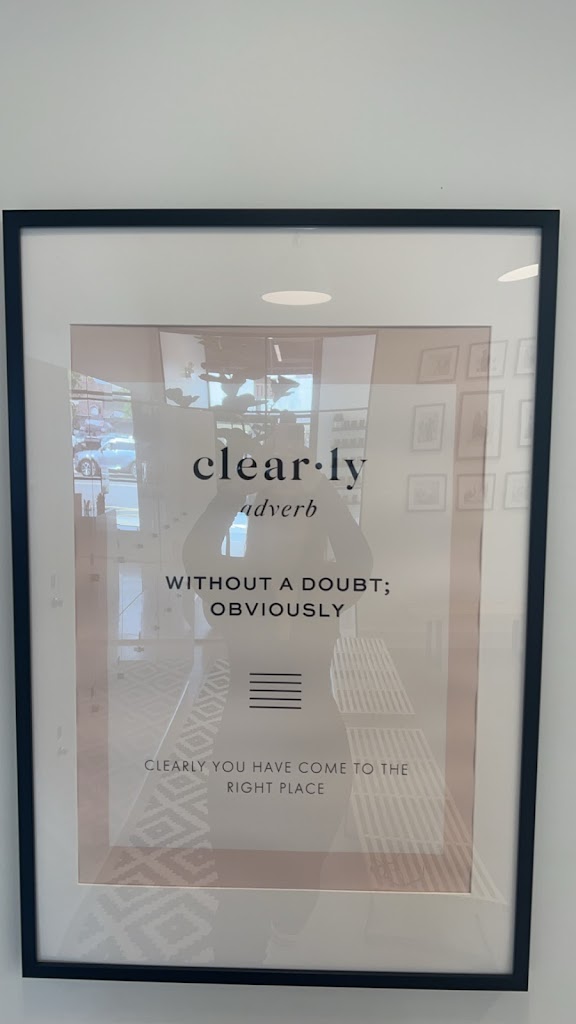 clear·ly
adverb
WITHOUT A DOUBT;
OBVIOUSLY
CLEARLY YOU HAVE COME TO THE
RIGHT PLACE